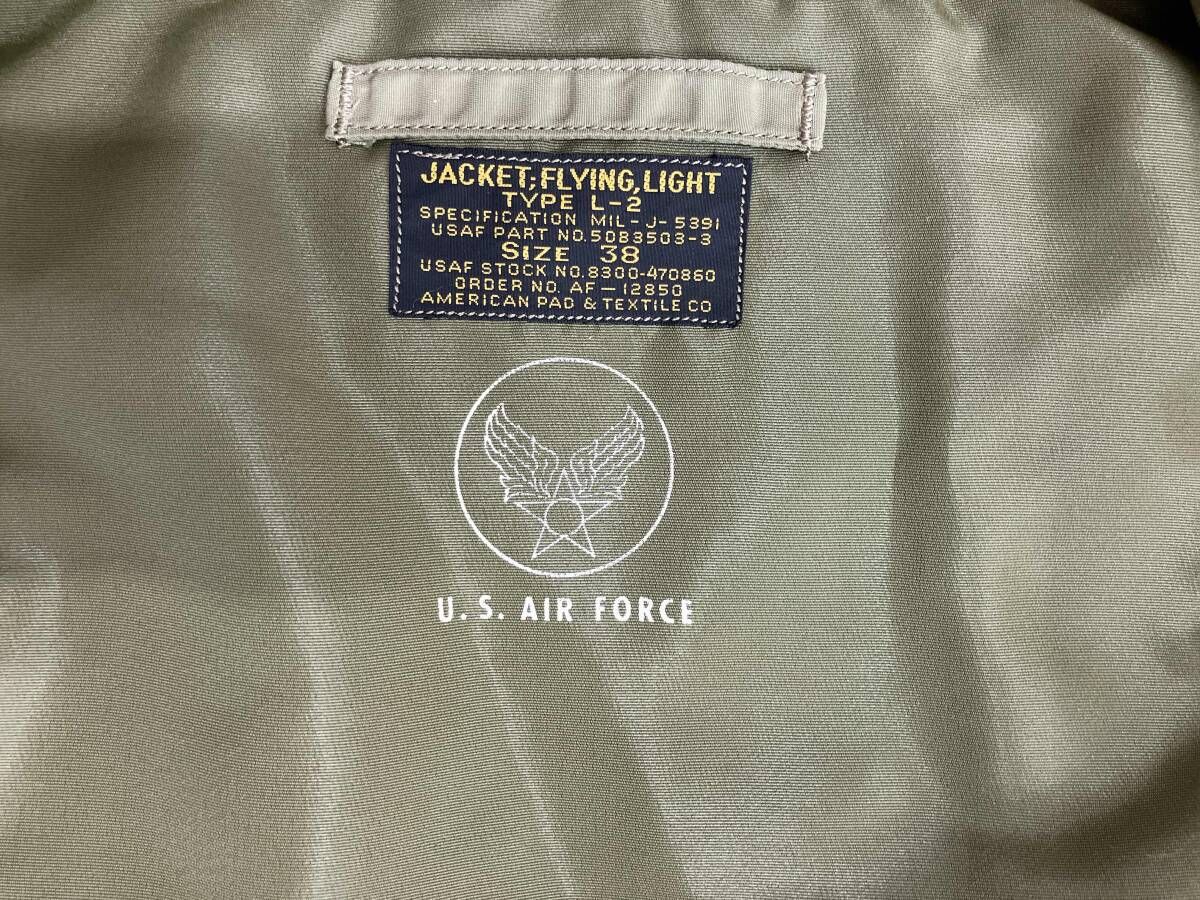 JACKET; FLYING, LIGHT
TYPE L-2
SPECIFICATION MIL-J-5391
USAF PART NO. 5083503-3
SIZE 38
USAF STOCK NO. 8300-470860
ORDER NO. AF-12850
AMERICAN PAD & TEXTILE CO
U.S. AIR FORCE